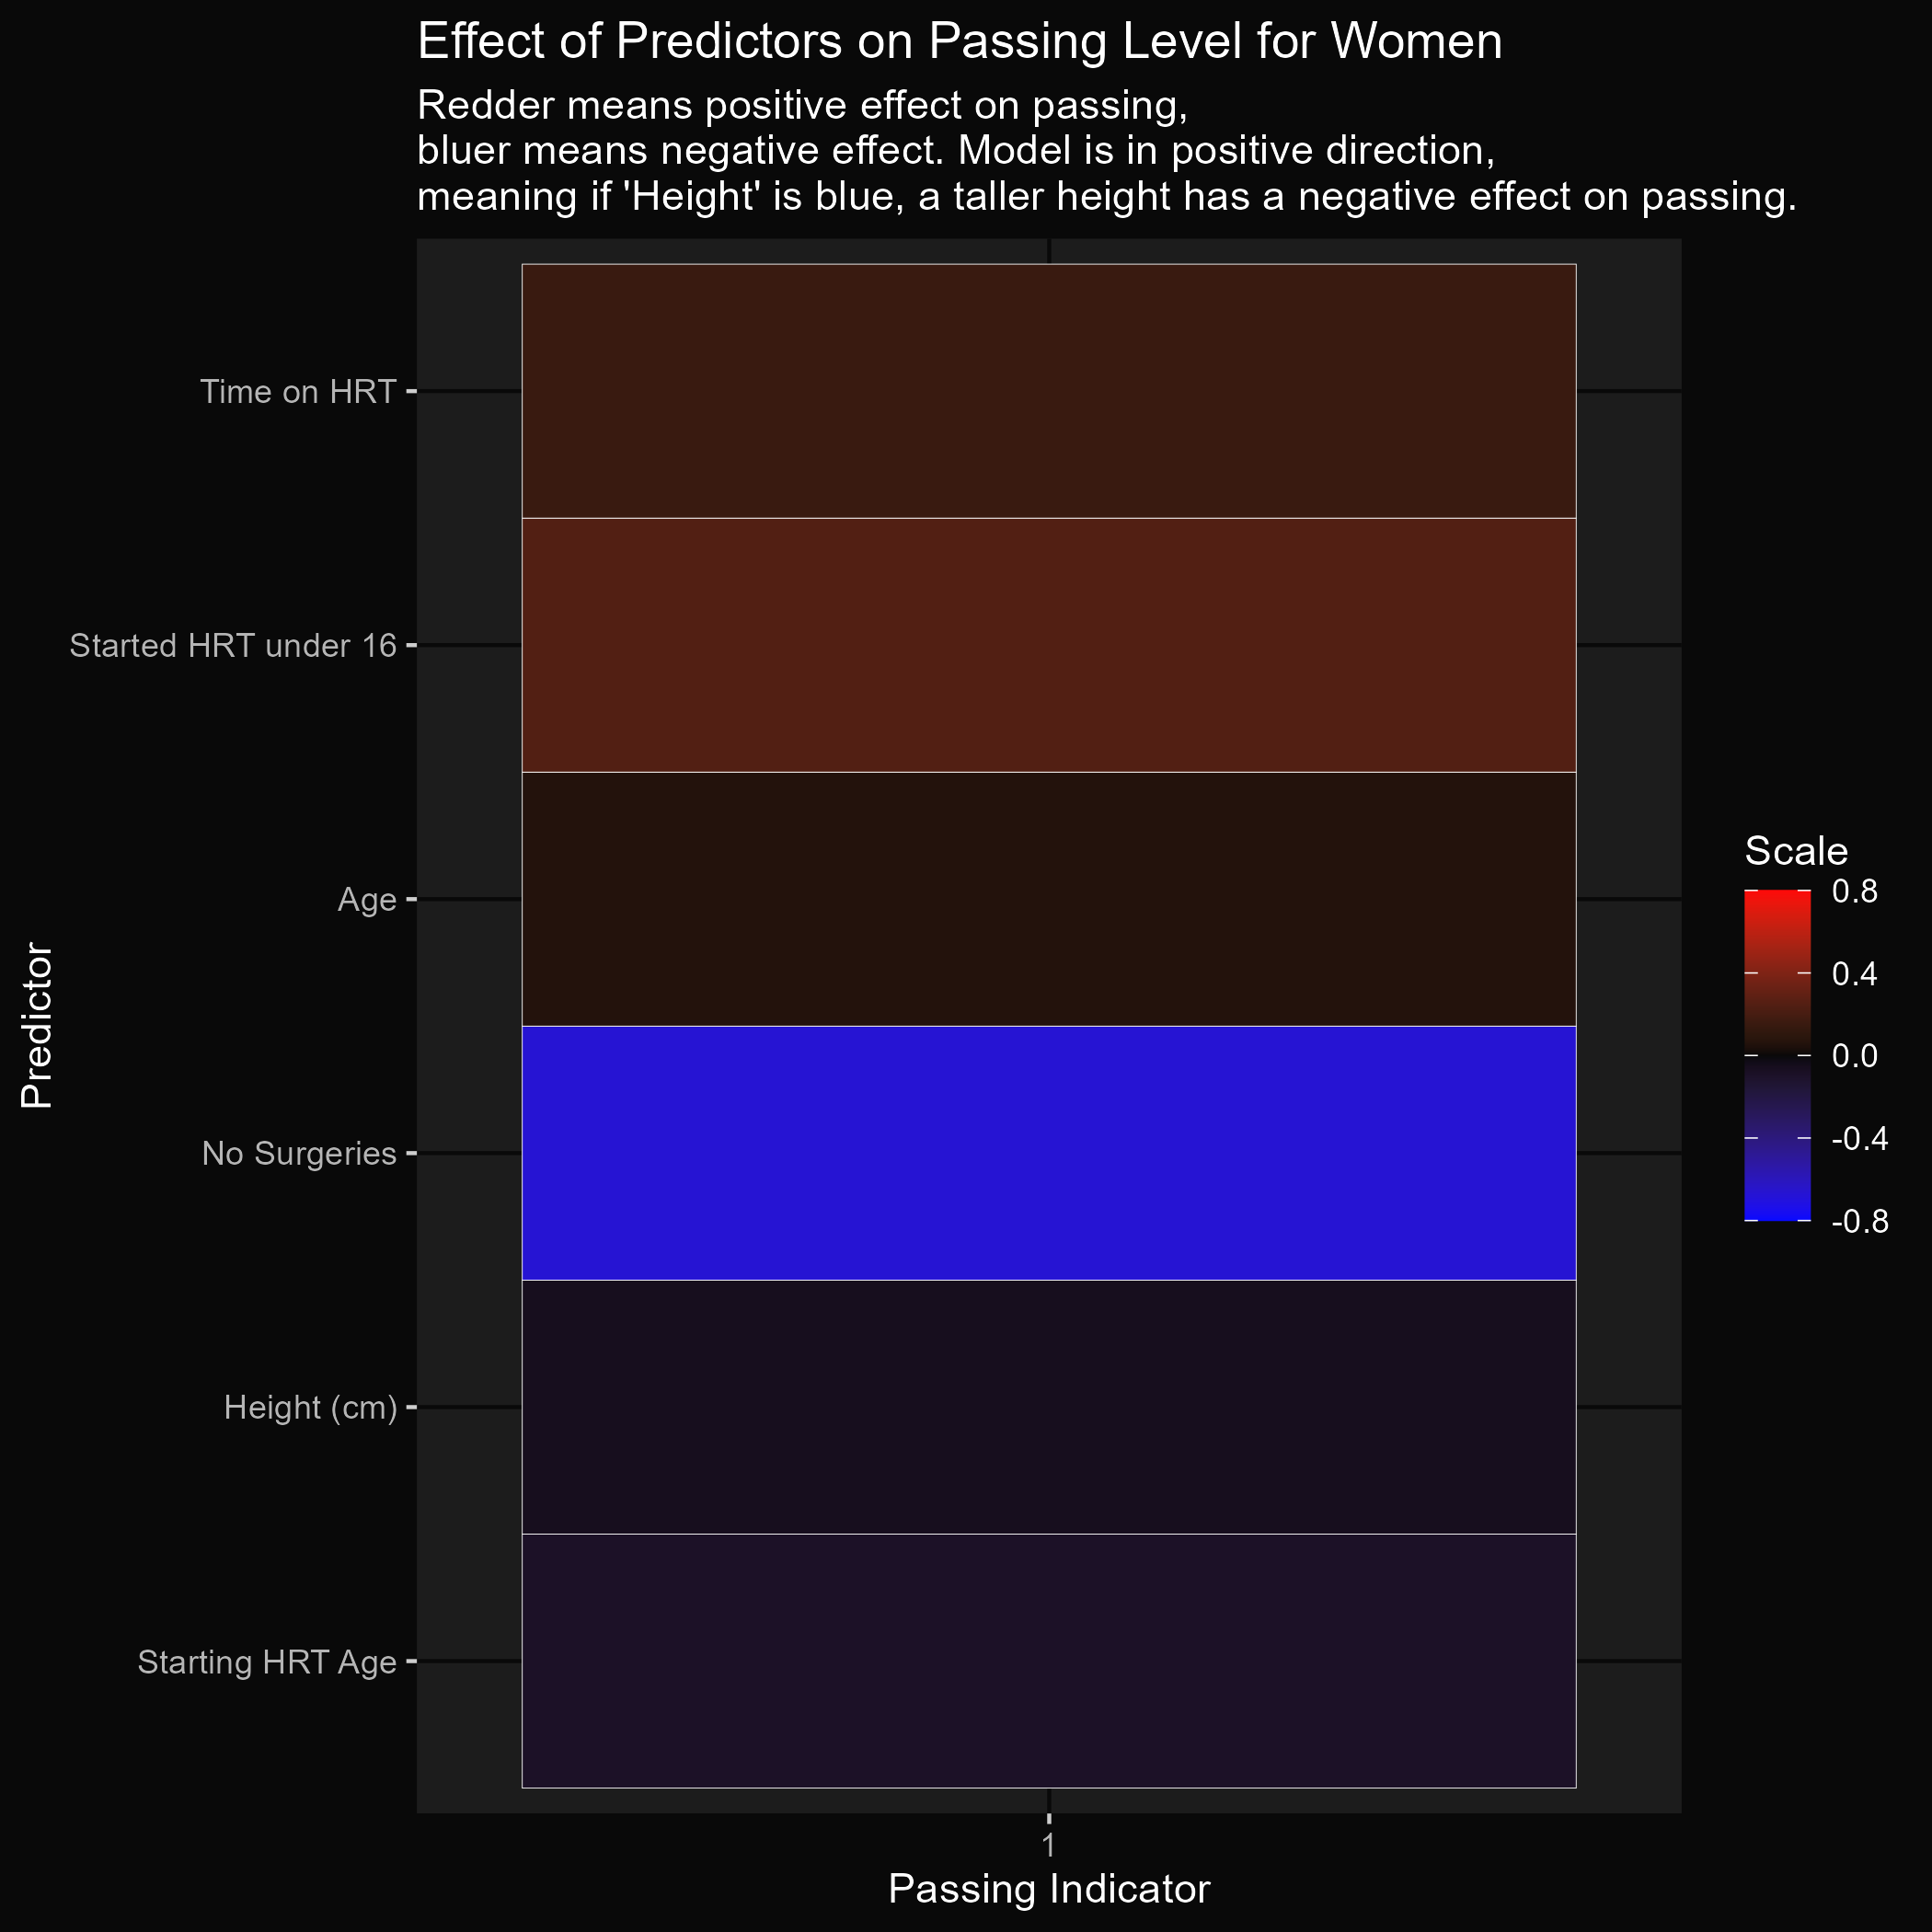 Effect of Predictors on Passing Level for Women
Redder means positive effect on passing,
bluer means negative effect. Model is in positive direction,
meaning if 'Height' is blue, a taller height has a negative effect on passing.
Predictor
Time on HRT
Started HRT under 16
Age
No Surgeries
Height (cm)
Starting HRT Age
1
Passing Indicator
Scale
0.8
0.4
0.0
-0.4
-0.8